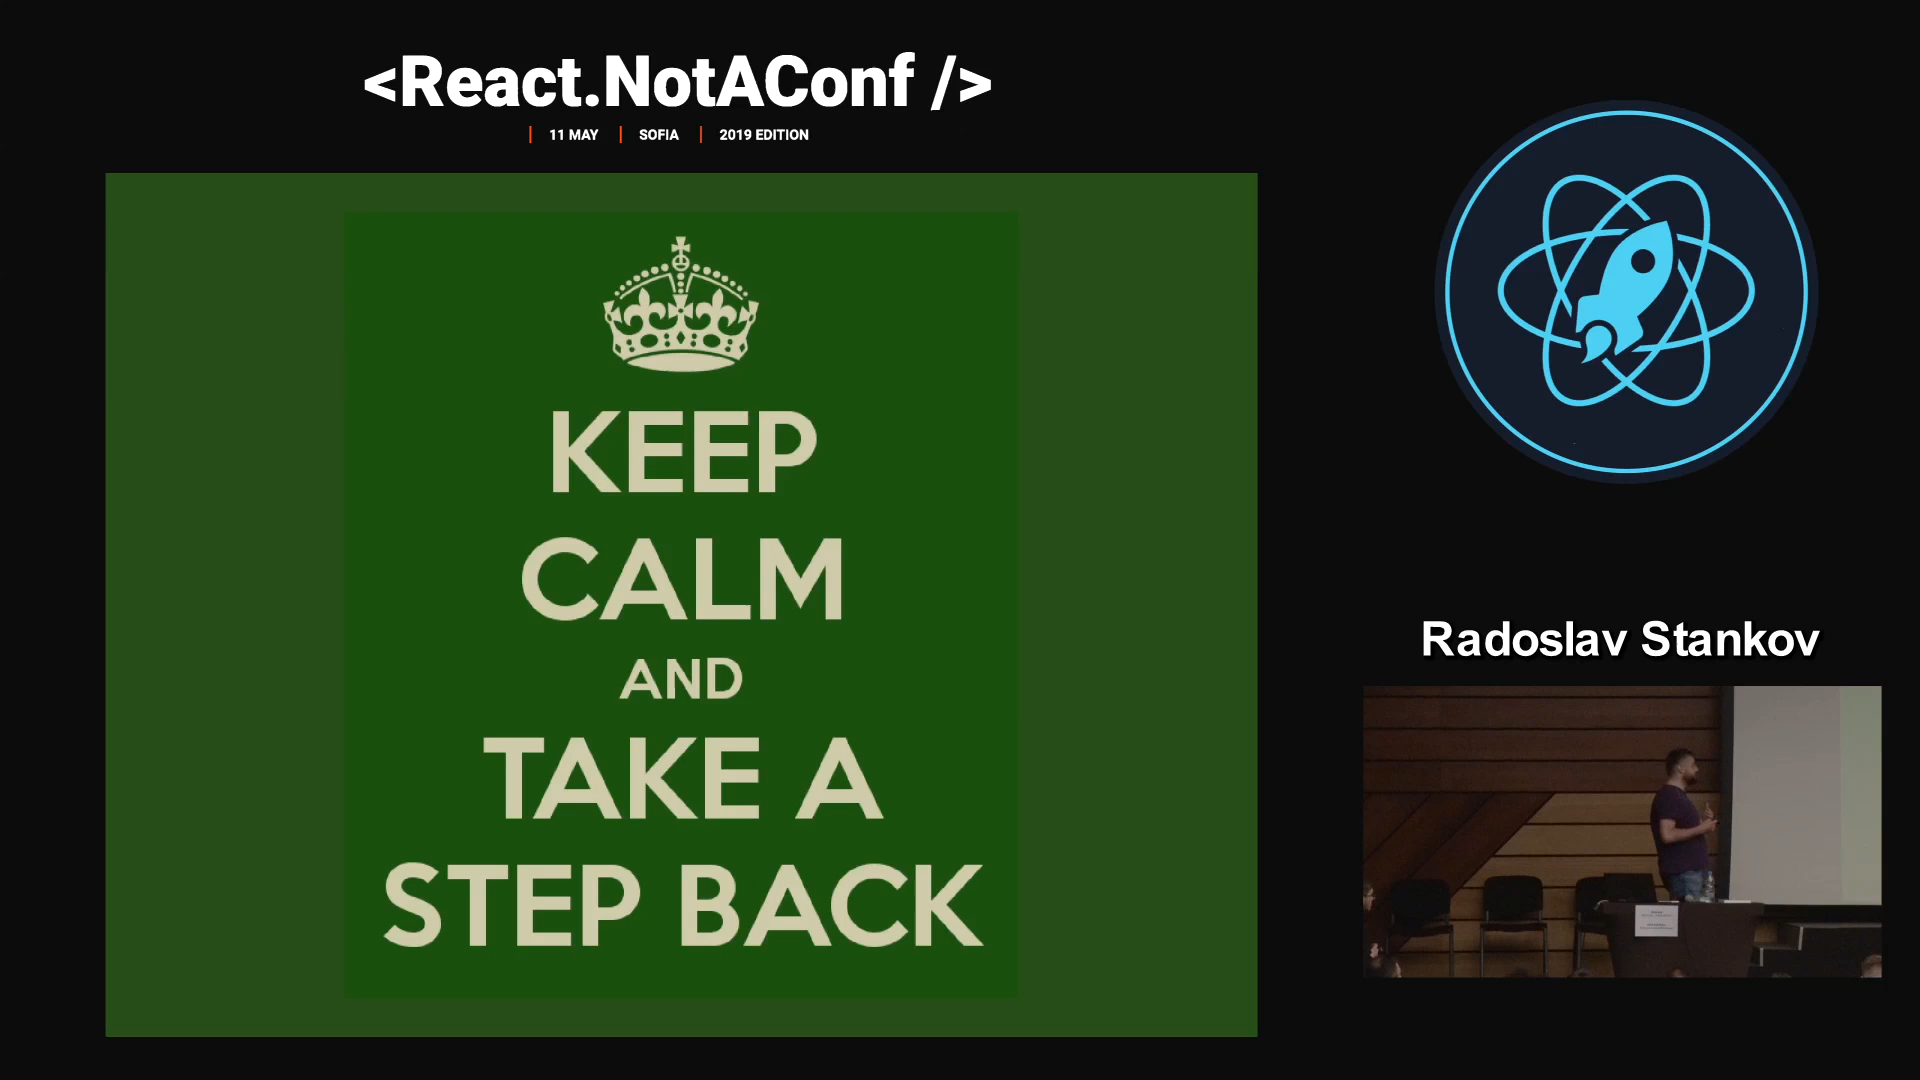 <React.NotAConf />
| 11 MAY | SOFIA | 2019 EDITION
KEEP
CALM
AND
TAKE A
STEP BACK
Radoslav Stankov